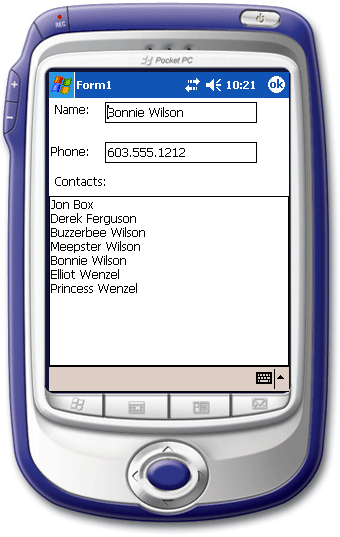 REC
Pocket PC
Form1 10:21 ok
Name: Bonnie Wilson
Phone: 603.555.1212
Contacts:
Jon Box
Derek Ferguson
Buzzerbee Wilson
Meepster Wilson
Bonnie Wilson
Elliot Wenzel
Princess Wenzel